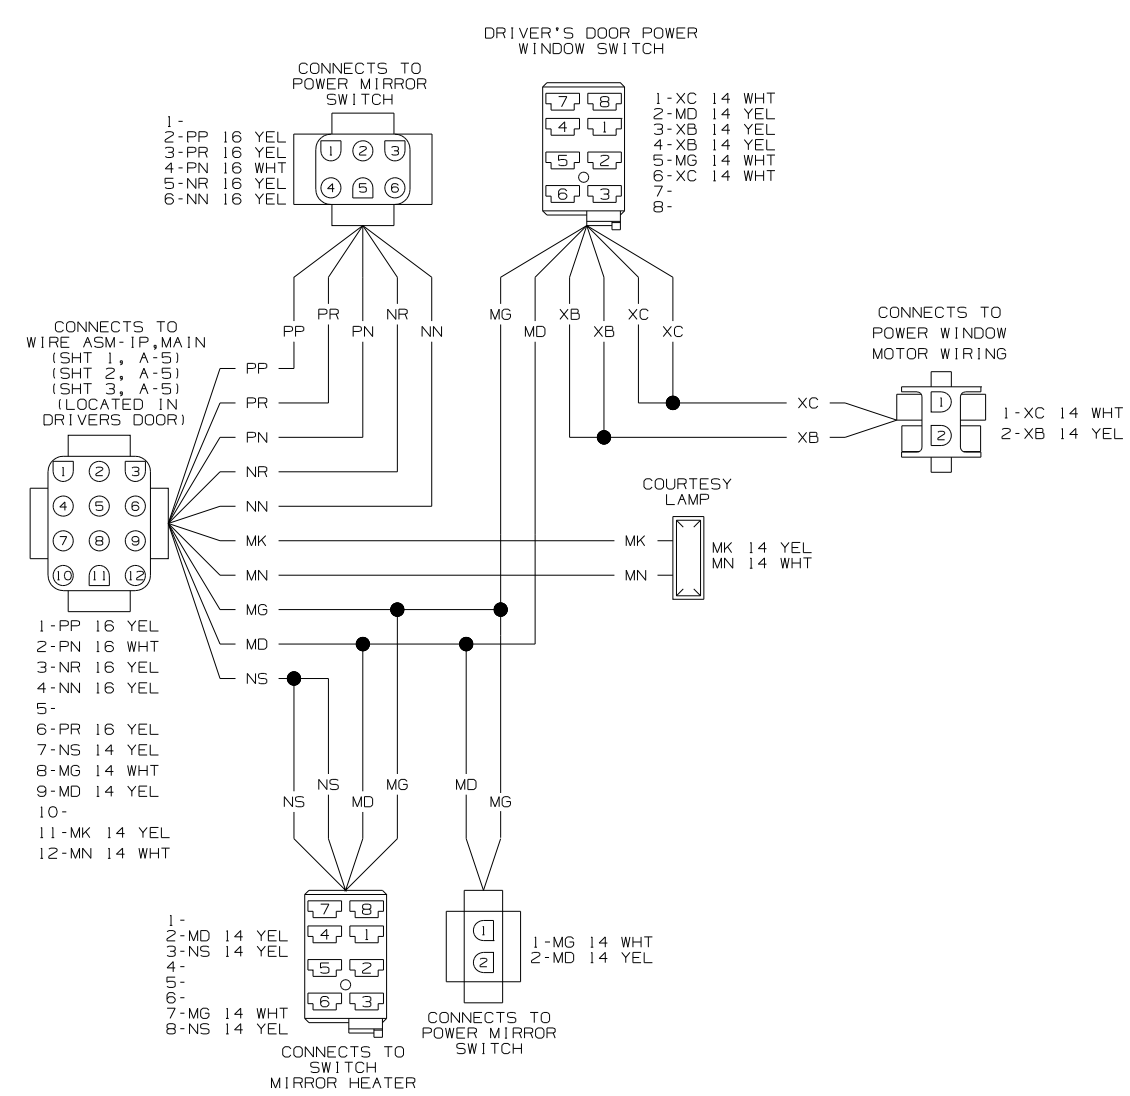 DRIVER'S DOOR POWER
WINDOW SWITCH
7 8
4 1
5 2
6 3
1-XC 14 WHT
2-MD 14 YEL
3-XB 14 YEL
4-XB 14 YEL
5-MG 14 WHT
6-XC 14 WHT
7-
8-
CONNECTS TO
POWER MIRROR
SWITCH
1-
2-PP 16 YEL
3-PR 16 YEL
4-PN 16 WHT
5-NR 16 YEL
6-NN 16 YEL
1 2 3
4 5 6
PP
PR
PN
NR
NN
MG
MD
XB
XB
XC
XC
CONNECTS TO
POWER WINDOW
MOTOR WIRING
1
2
1-XC 14 WHT
2-XB 14 YEL
XC
XB
CONNECTS TO
WIRE ASM-IP,MAIN
(SHT 1, A-5)
(SHT 2, A-5)
(SHT 3, A-5)
(LOCATED IN
DRIVERS DOOR)
1 2 3
4 5 6
7 8 9
10 11 12
1-PP 16 YEL
2-PN 16 WHT
3-NR 16 YEL
4-NN 16 YEL
5-
6-PR 16 YEL
7-NS 14 YEL
8-MG 14 WHT
9-MD 14 YEL
10-
11-MK 14 YEL
12-MN 14 WHT
PP
PR
PN
NR
NN
MK
MN
MG
MD
NS
COURTESY
LAMP
MK
MN
MK 14 YEL
MN 14 WHT
NS
NS
MD
MG
MD
MG
1-
2-MD 14 YEL
3-NS 14 YEL
4-
5-
6-
7-MG 14 WHT
8-NS 14 YEL
7 8
4 1
5 2
6 3
CONNECTS TO
SWITCH
MIRROR HEATER
1
2
1-MG 14 WHT
2-MD 14 YEL
CONNECTS TO
POWER MIRROR
SWITCH